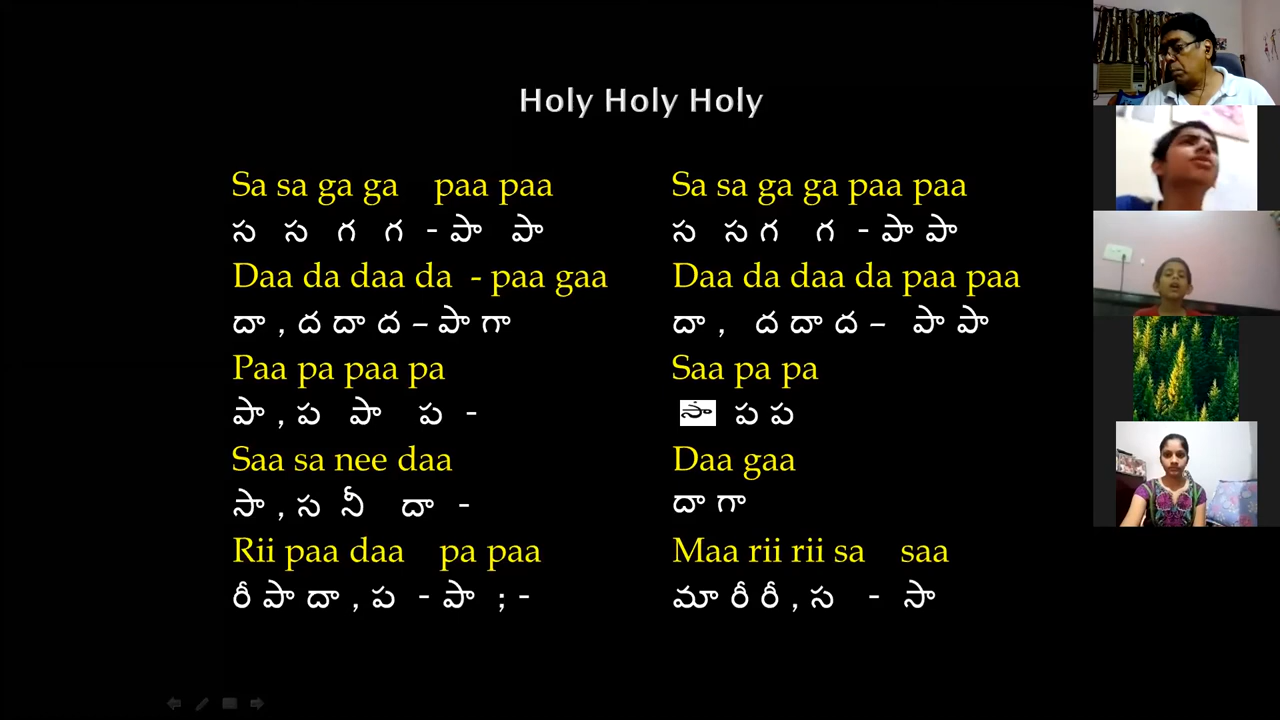 Holy Holy Holy
Sa sa ga ga paa paa
స స గ గ - పా పా
Daa da daa da - paa gaa
దా , ద దా ద – పా గా
Paa pa paa pa
పా , ప పా ప -
Saa sa nee daa
సా , స నీ దా -
Rii paa daa pa paa
రీ పా దా , ప - పా ; -
Sa sa ga ga paa paa
స స గ గ - పా పా
Daa da daa da paa paa
దా , ద దా ద – పా పా
Saa pa pa
సా ప ప
Daa gaa
దా గా
Maa rii rii sa saa
మా రీ రీ , స - సా